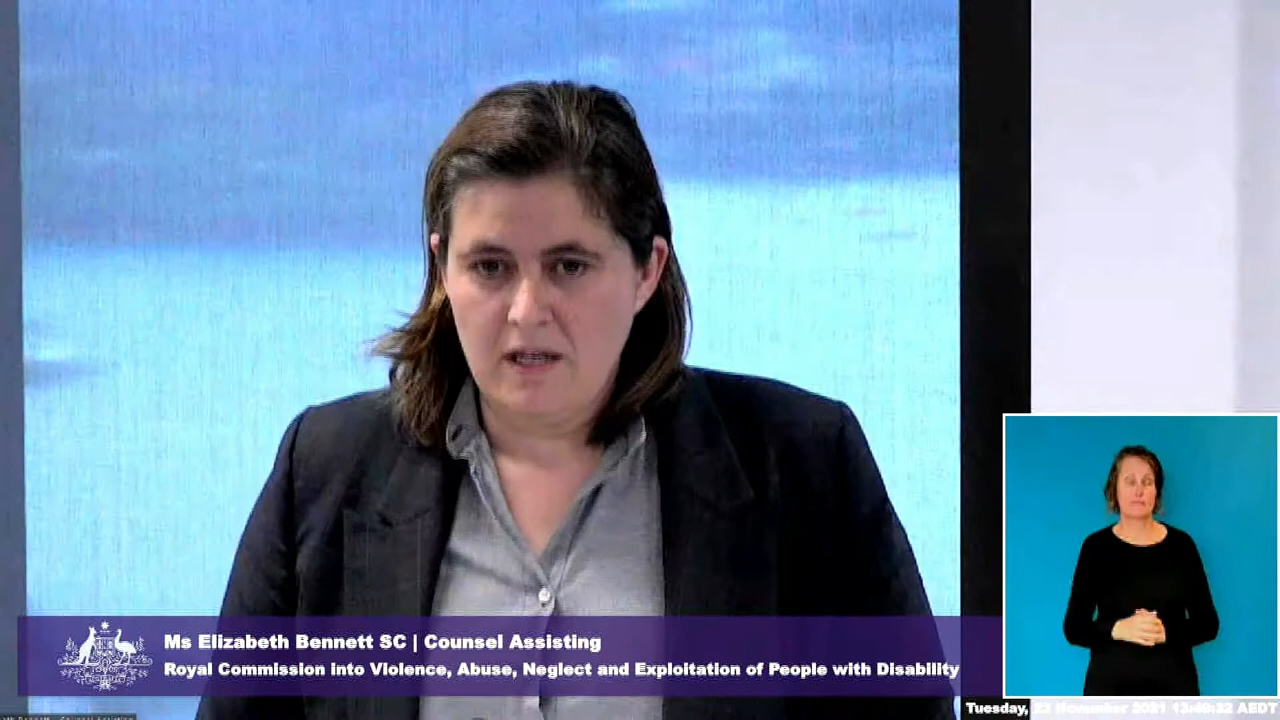 Ms Elizabeth Bennett SC | Counsel Assisting
Royal Commission into Violence, Abuse, Neglect and Exploitation of People with Disability
Tuesday, November 2021 AEDT